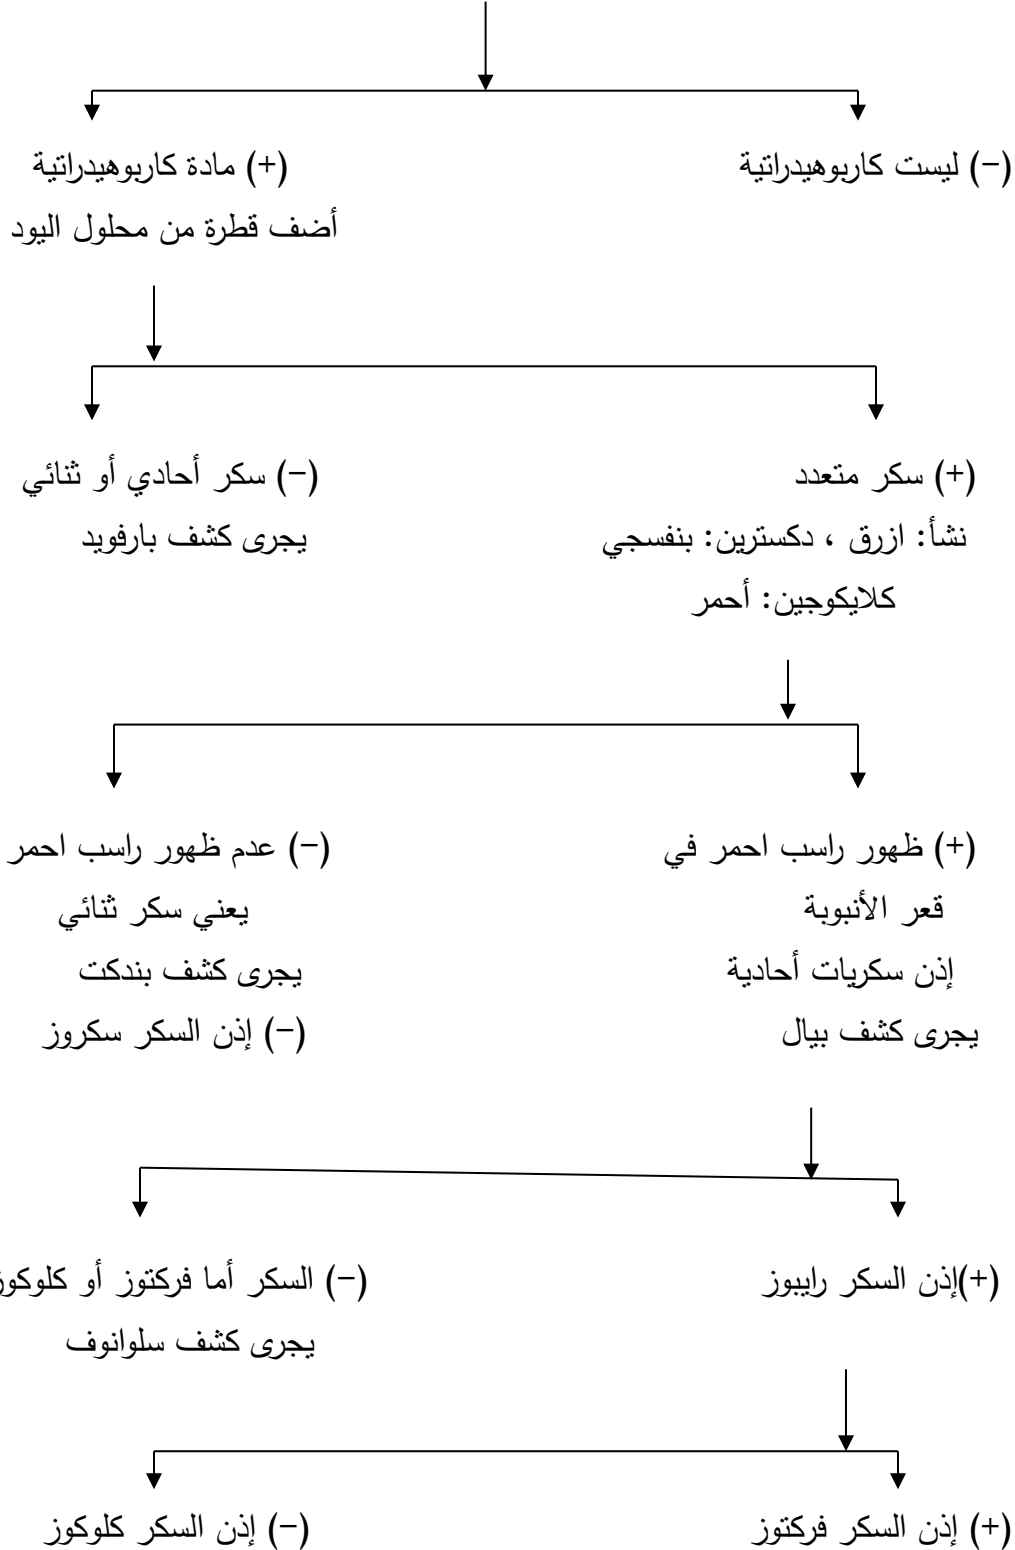 (-) ليست كاربوهيدراتية
(+) مادة كاربوهيدراتية
أضف قطرة من محلول اليود
(+) سكر متعدد
نشأ: ازرق ، دكسترين: بنفسجي
كلايكوجين: أحمر
(-) سكر أحادي أو ثنائي
يجرى كشف بارفويد
(+) ظهور راسب احمر في
قعر الأنبوبة
إذن سكريات أحادية
يجرى كشف بيال
(-) عدم ظهور راسب احمر
يعني سكر ثنائي
يجرى كشف بندكت
(-) إذن السكر سكروز
(+)إذن السكر رايبوز
(-) السكر أما فركتوز أو كلوكوز
يجرى كشف سلوانوف
(+) إذن السكر فركتوز
(-) إذن السكر كلوكوز